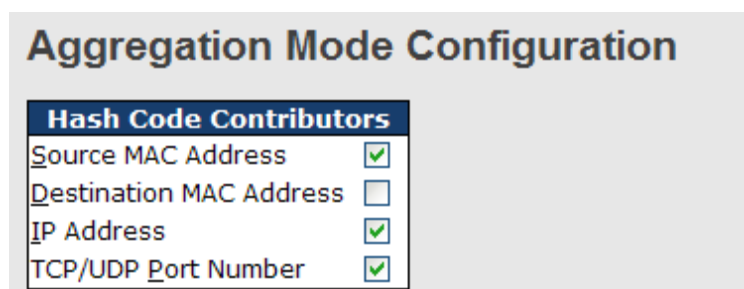 Aggregation Mode Configuration
Hash Code Contributors
Source MAC Address
Destination MAC Address
IP Address
TCP/UDP Port Number